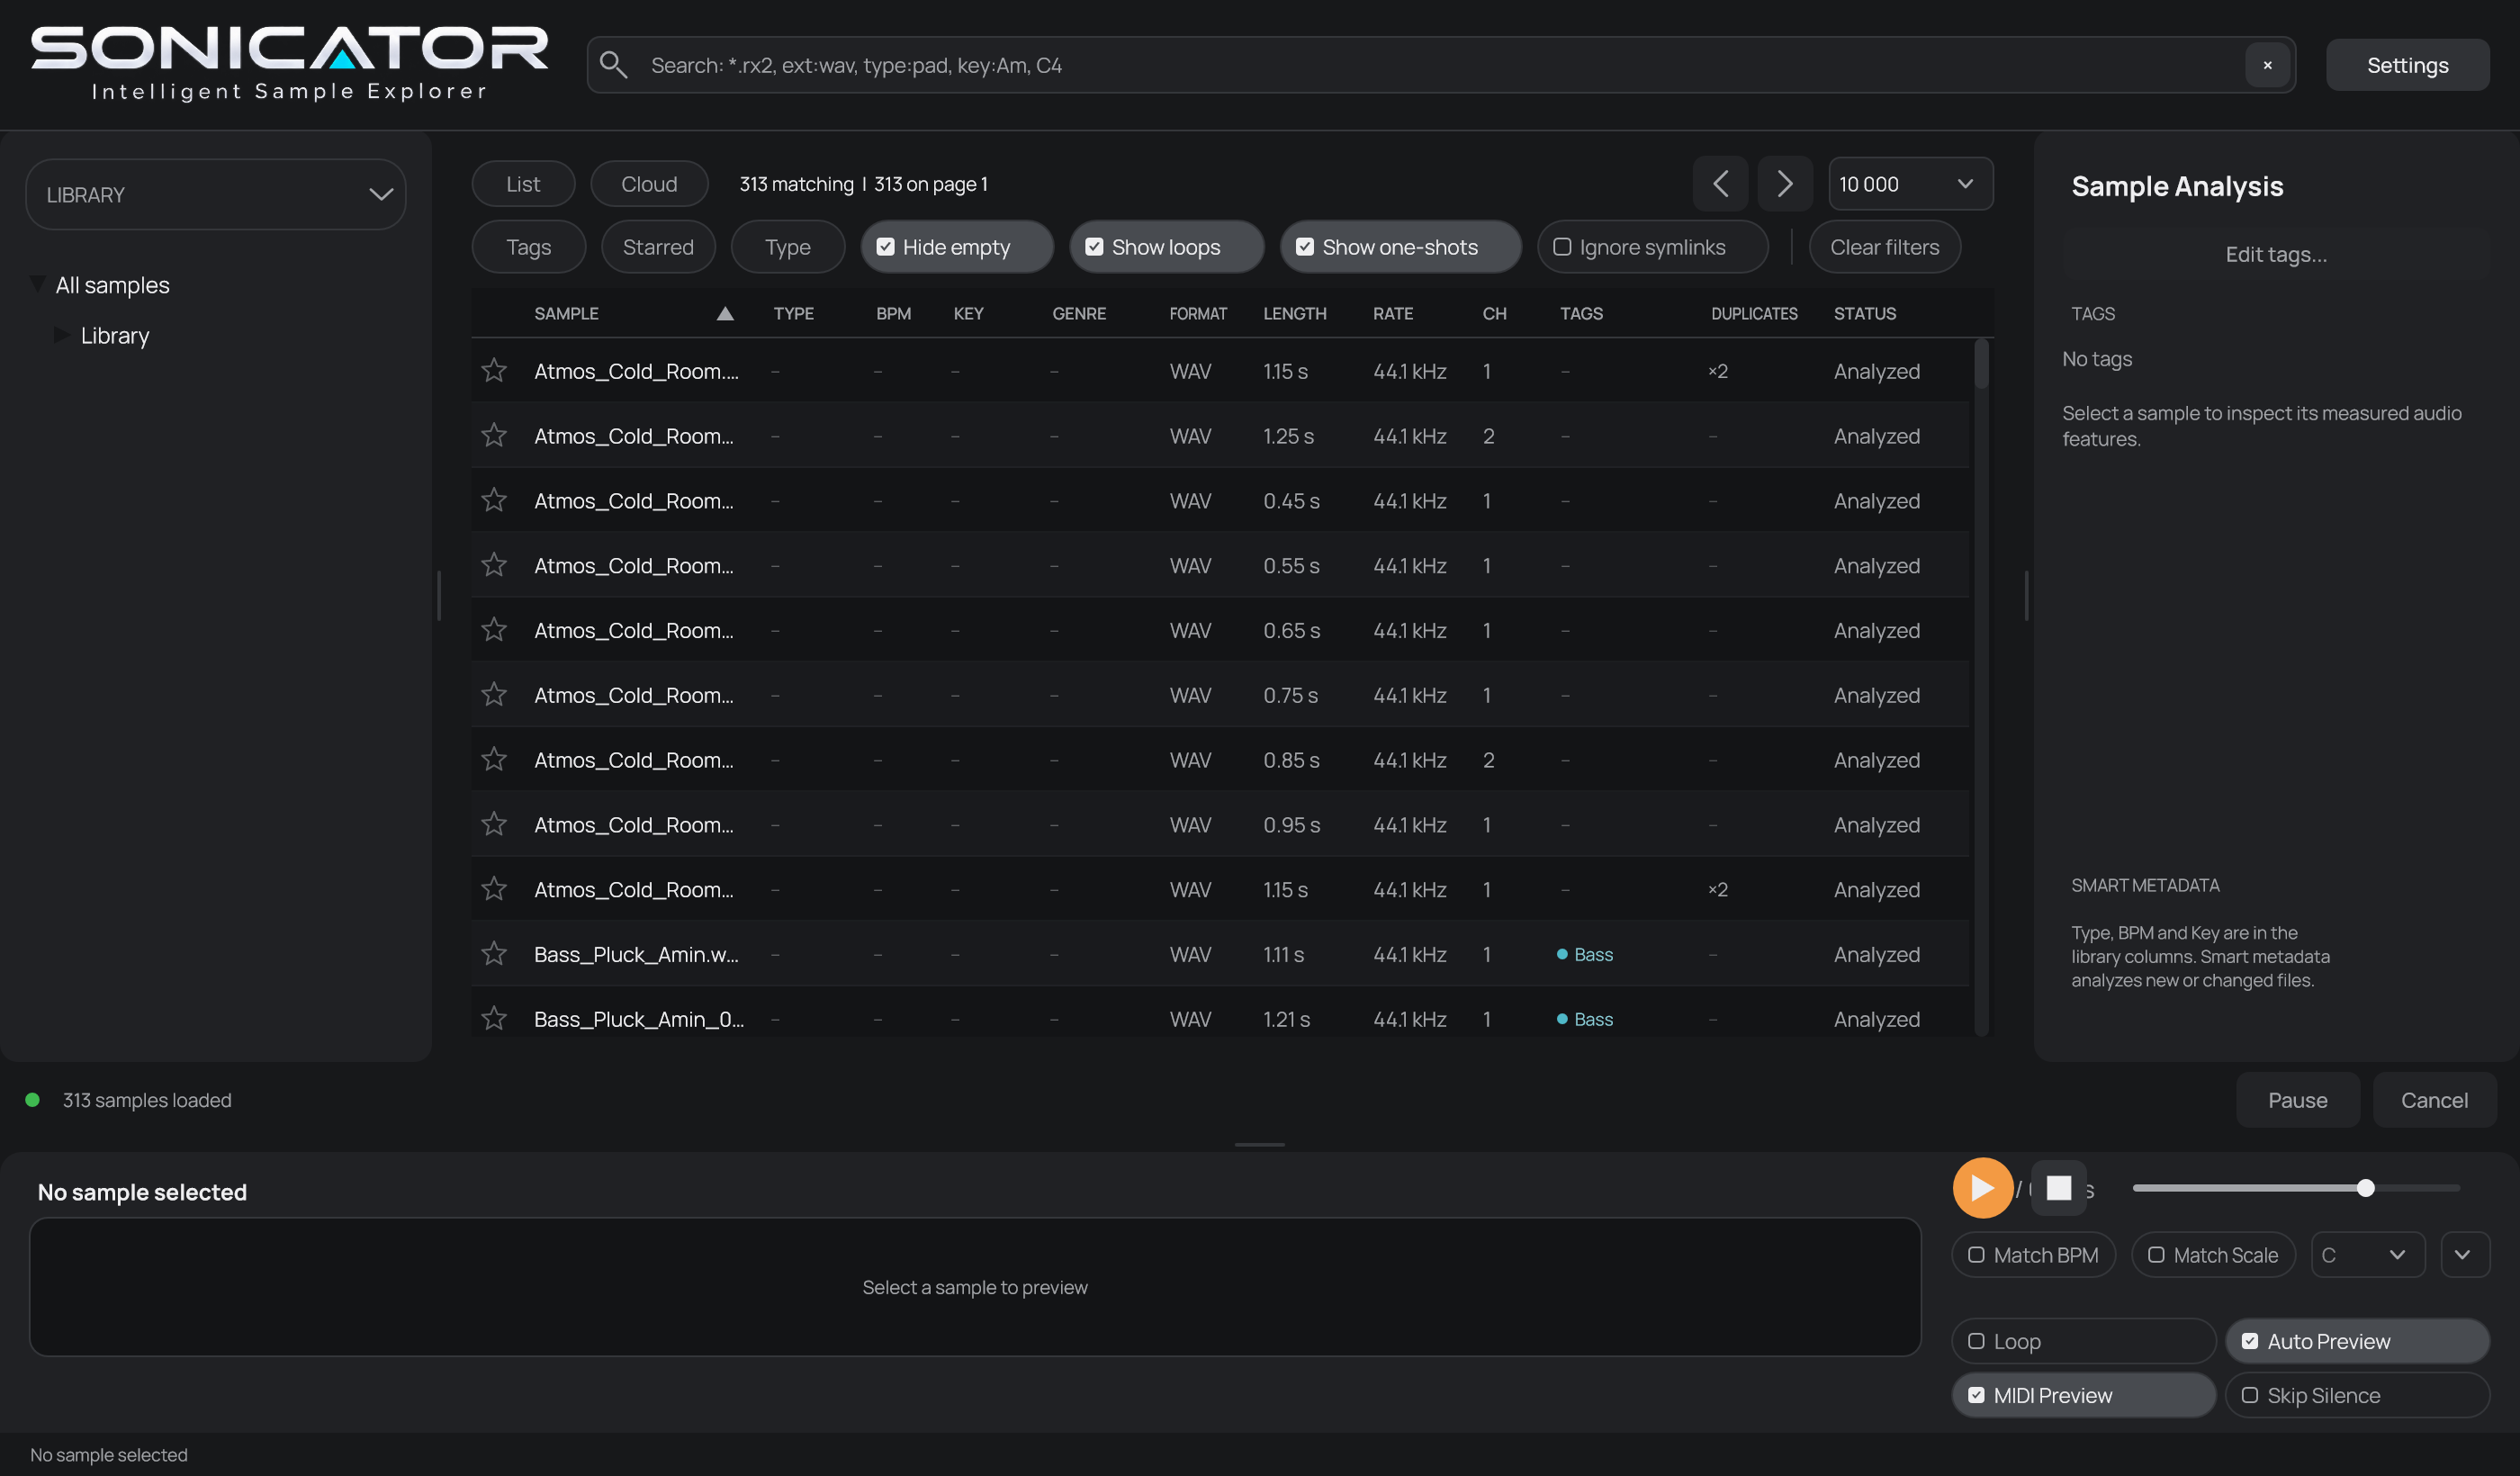 SONICATOR
Intelligent Sample Explorer
Search: *.rx2, ext:wav, type:pad, key:Am, C4
×
Settings
LIBRARY
All samples
Library
List
Cloud
313 matching | 313 on page 1
10 000
Tags
Starred
Type
Hide empty
Show loops
Show one-shots
Ignore symlinks
Clear filters
SAMPLE TYPE BPM KEY GENRE FORMAT LENGTH RATE CH TAGS DUPLICATES STATUS
Atmos_Cold_Room.... – – – – WAV 1.15 s 44.1 kHz 1 – ×2 Analyzed
Atmos_Cold_Room... – – – – WAV 1.25 s 44.1 kHz 2 – – Analyzed
Atmos_Cold_Room... – – – – WAV 0.45 s 44.1 kHz 1 – – Analyzed
Atmos_Cold_Room... – – – – WAV 0.55 s 44.1 kHz 1 – – Analyzed
Atmos_Cold_Room... – – – – WAV 0.65 s 44.1 kHz 1 – – Analyzed
Atmos_Cold_Room... – – – – WAV 0.75 s 44.1 kHz 1 – – Analyzed
Atmos_Cold_Room... – – – – WAV 0.85 s 44.1 kHz 2 – – Analyzed
Atmos_Cold_Room... – – – – WAV 0.95 s 44.1 kHz 1 – – Analyzed
Atmos_Cold_Room... – – – – WAV 1.15 s 44.1 kHz 1 – ×2 Analyzed
Bass_Pluck_Amin.w... – – – – WAV 1.11 s 44.1 kHz 1 Bass – Analyzed
Bass_Pluck_Amin_0... – – – – WAV 1.21 s 44.1 kHz 1 Bass – Analyzed
Sample Analysis
Edit tags...
TAGS
No tags
Select a sample to inspect its measured audio
features.
SMART METADATA
Type, BPM and Key are in the
library columns. Smart metadata
analyzes new or changed files.
313 samples loaded
Pause
Cancel
No sample selected
Select a sample to preview
/
s
Match BPM
Match Scale
C
Loop
Auto Preview
MIDI Preview
Skip Silence
No sample selected